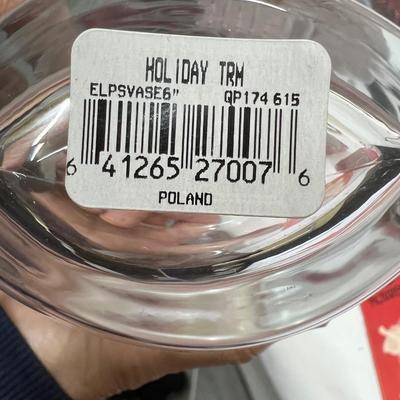 HOLIDAY TRM
ELPSVASE6" QP174 615
6 41265 27007 6
POLAND